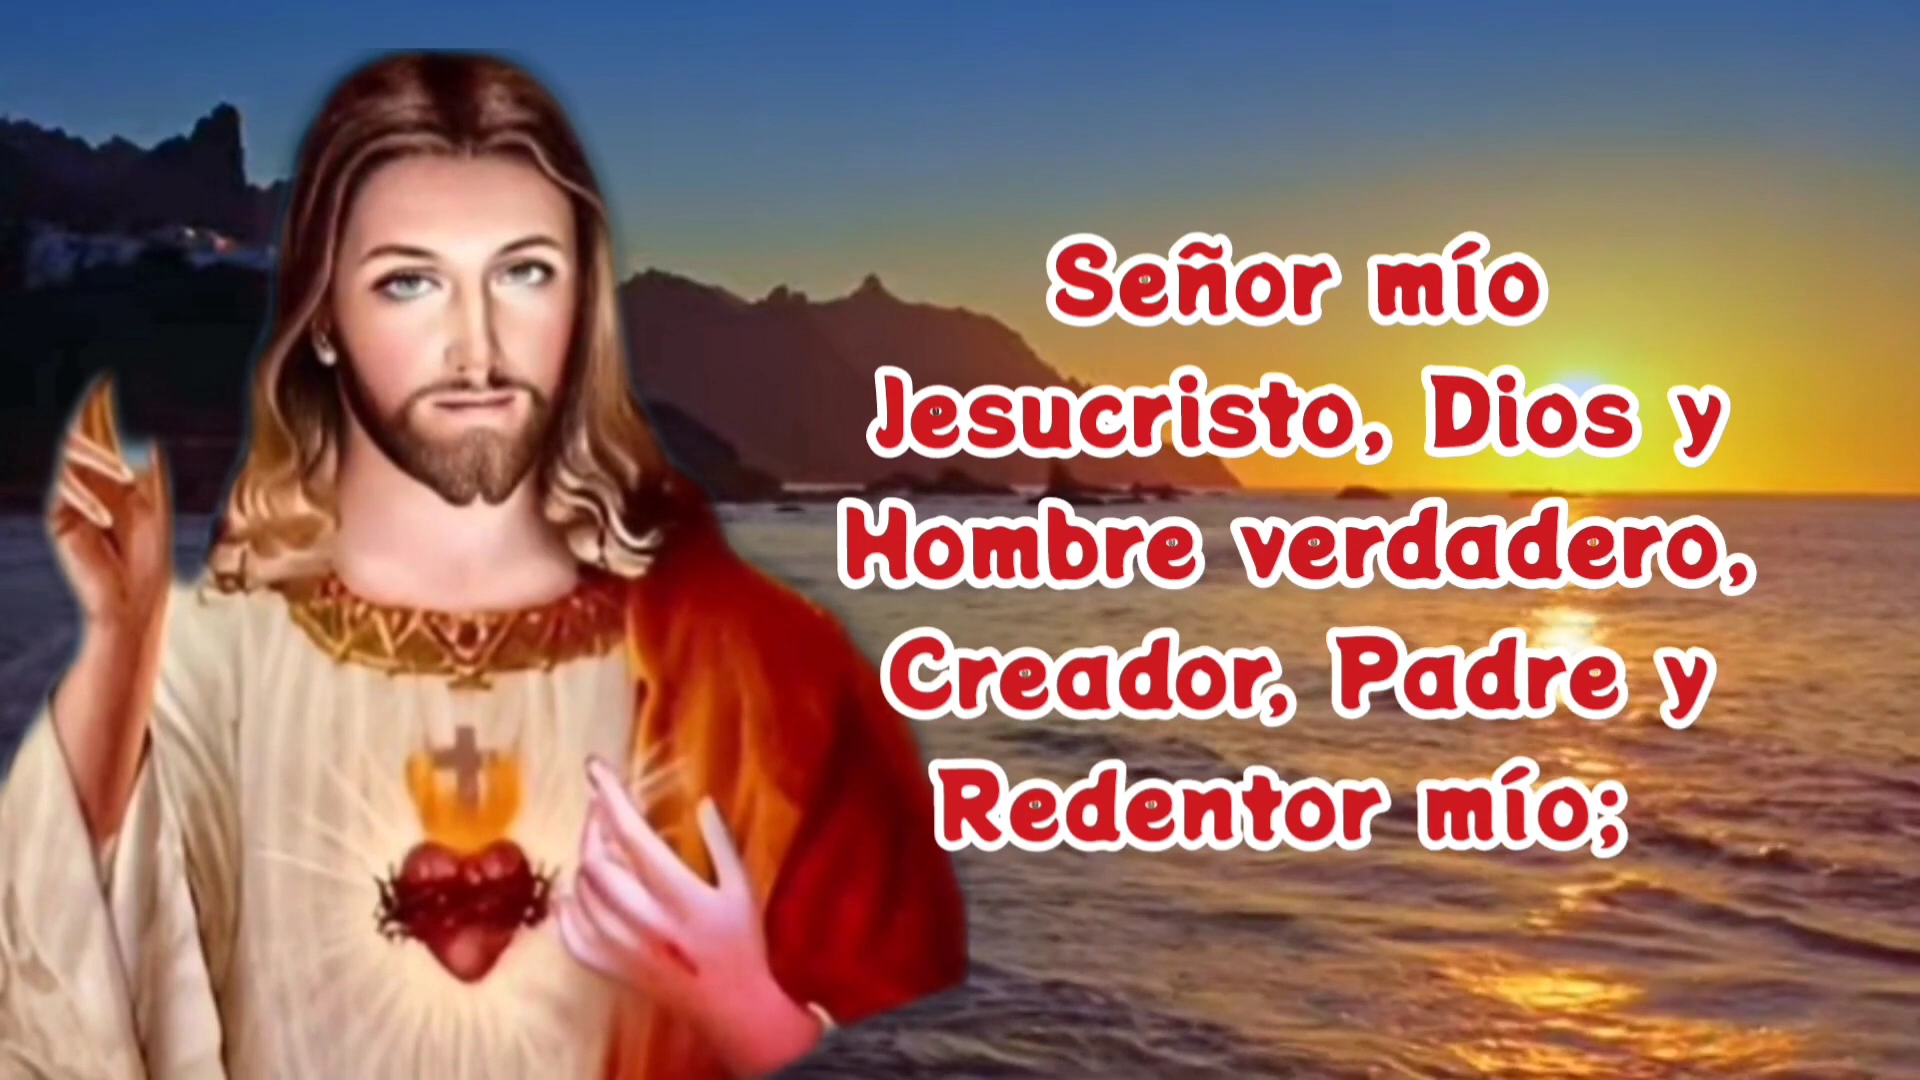 Señor mío
Jesucristo, Dios y
Hombre verdadero,
Creador, Padre y
Redentor mío;